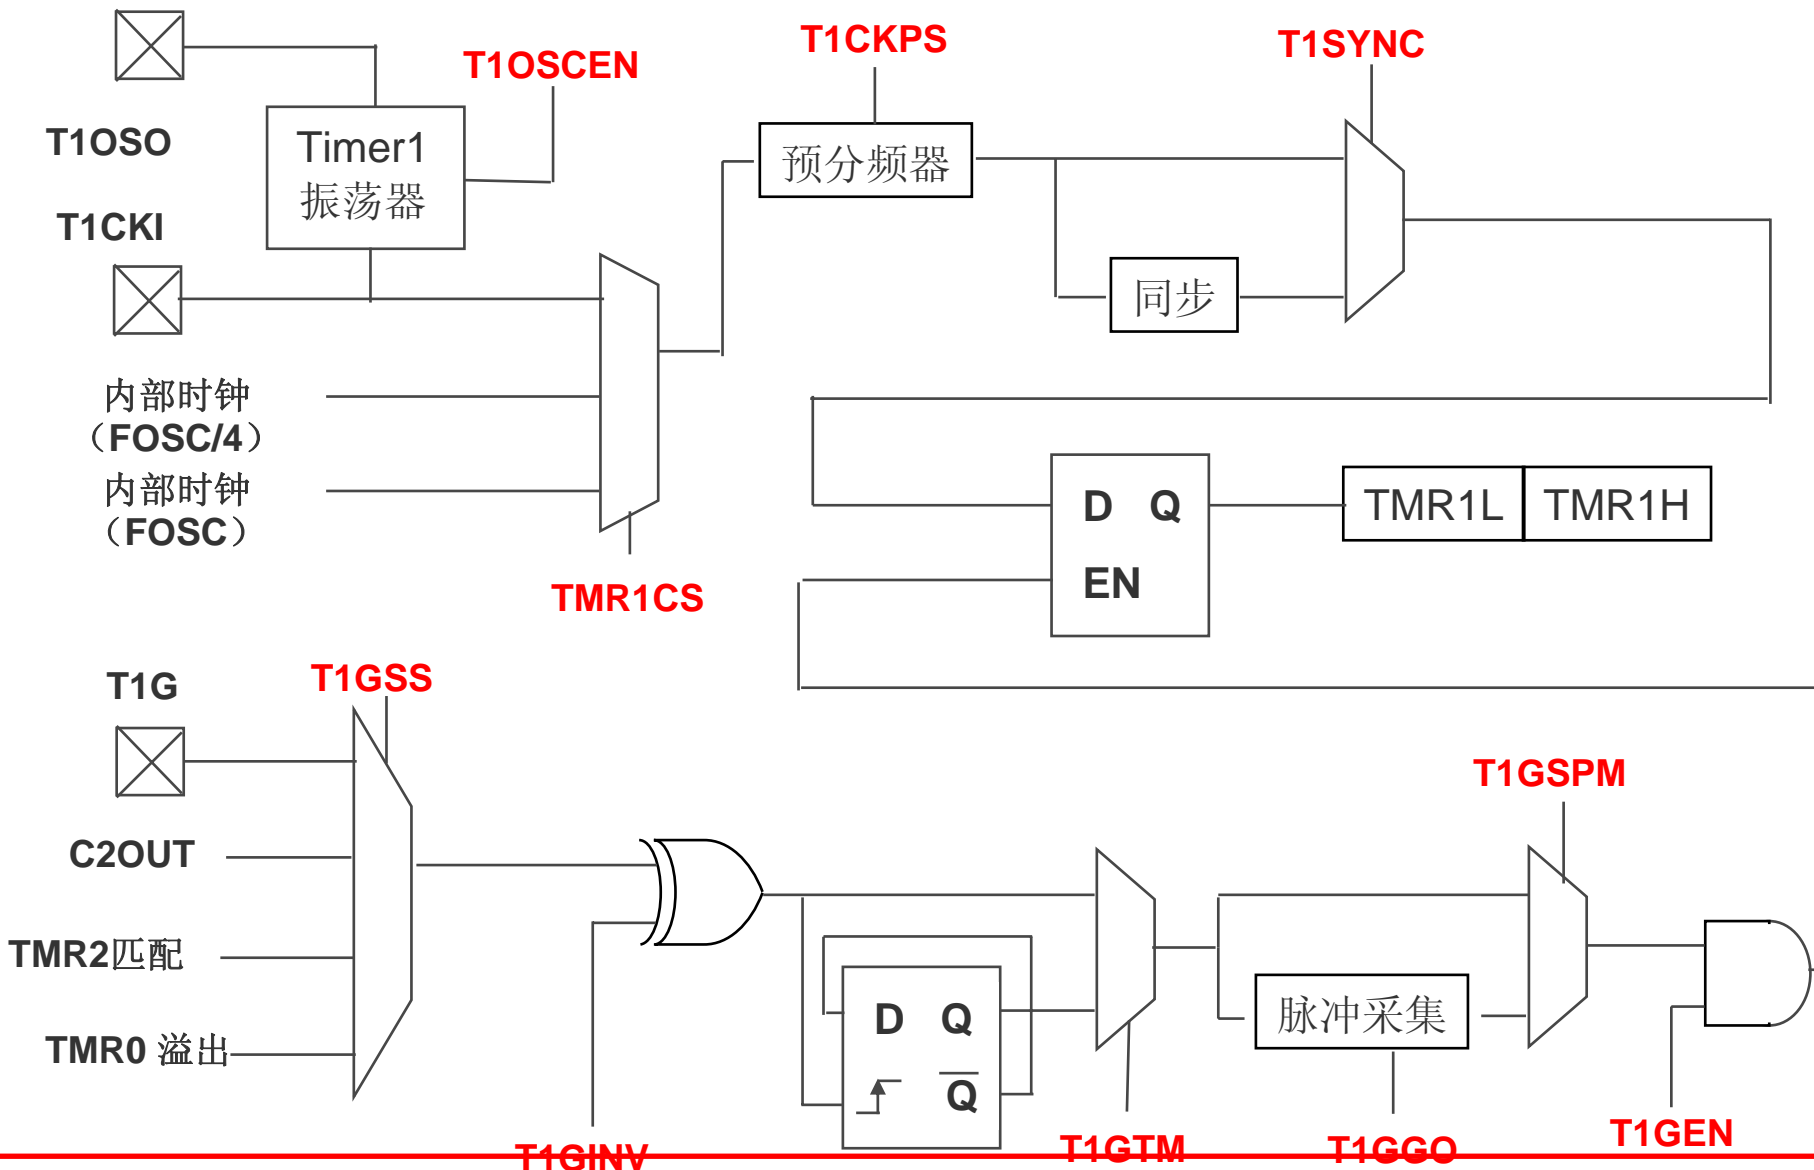 T1OSCEN
T1CKPS
T1SYNC
T1OSO
Timer1
振荡器
预分频器
T1CKI
同步
内部时钟
（FOSC/4）
内部时钟
（FOSC）
TMR1CS
D Q
EN
TMR1L TMR1H
T1G
T1GSS
T1GSPM
C2OUT
TMR2匹配
TMR0 溢出
D Q
Q
脉冲采集
T1GINV
T1GTM
T1GGO
T1GEN